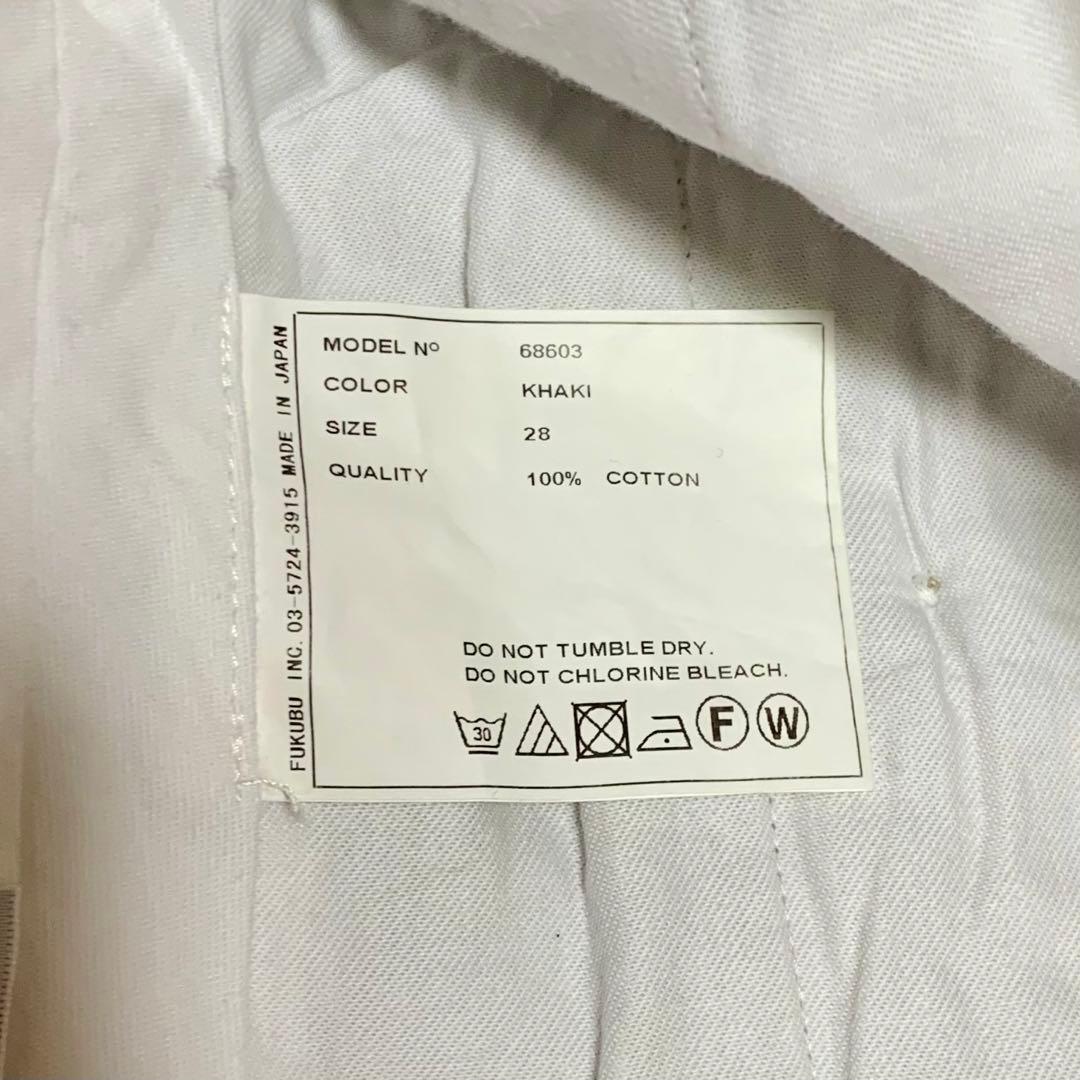 MODEL Nº 68603
COLOR KHAKI
SIZE 28
QUALITY 100% COTTON
DO NOT TUMBLE DRY.
DO NOT CHLORINE BLEACH.
30 F W
FUKUBU INC. 03-5724-3915 MADE IN JAPAN